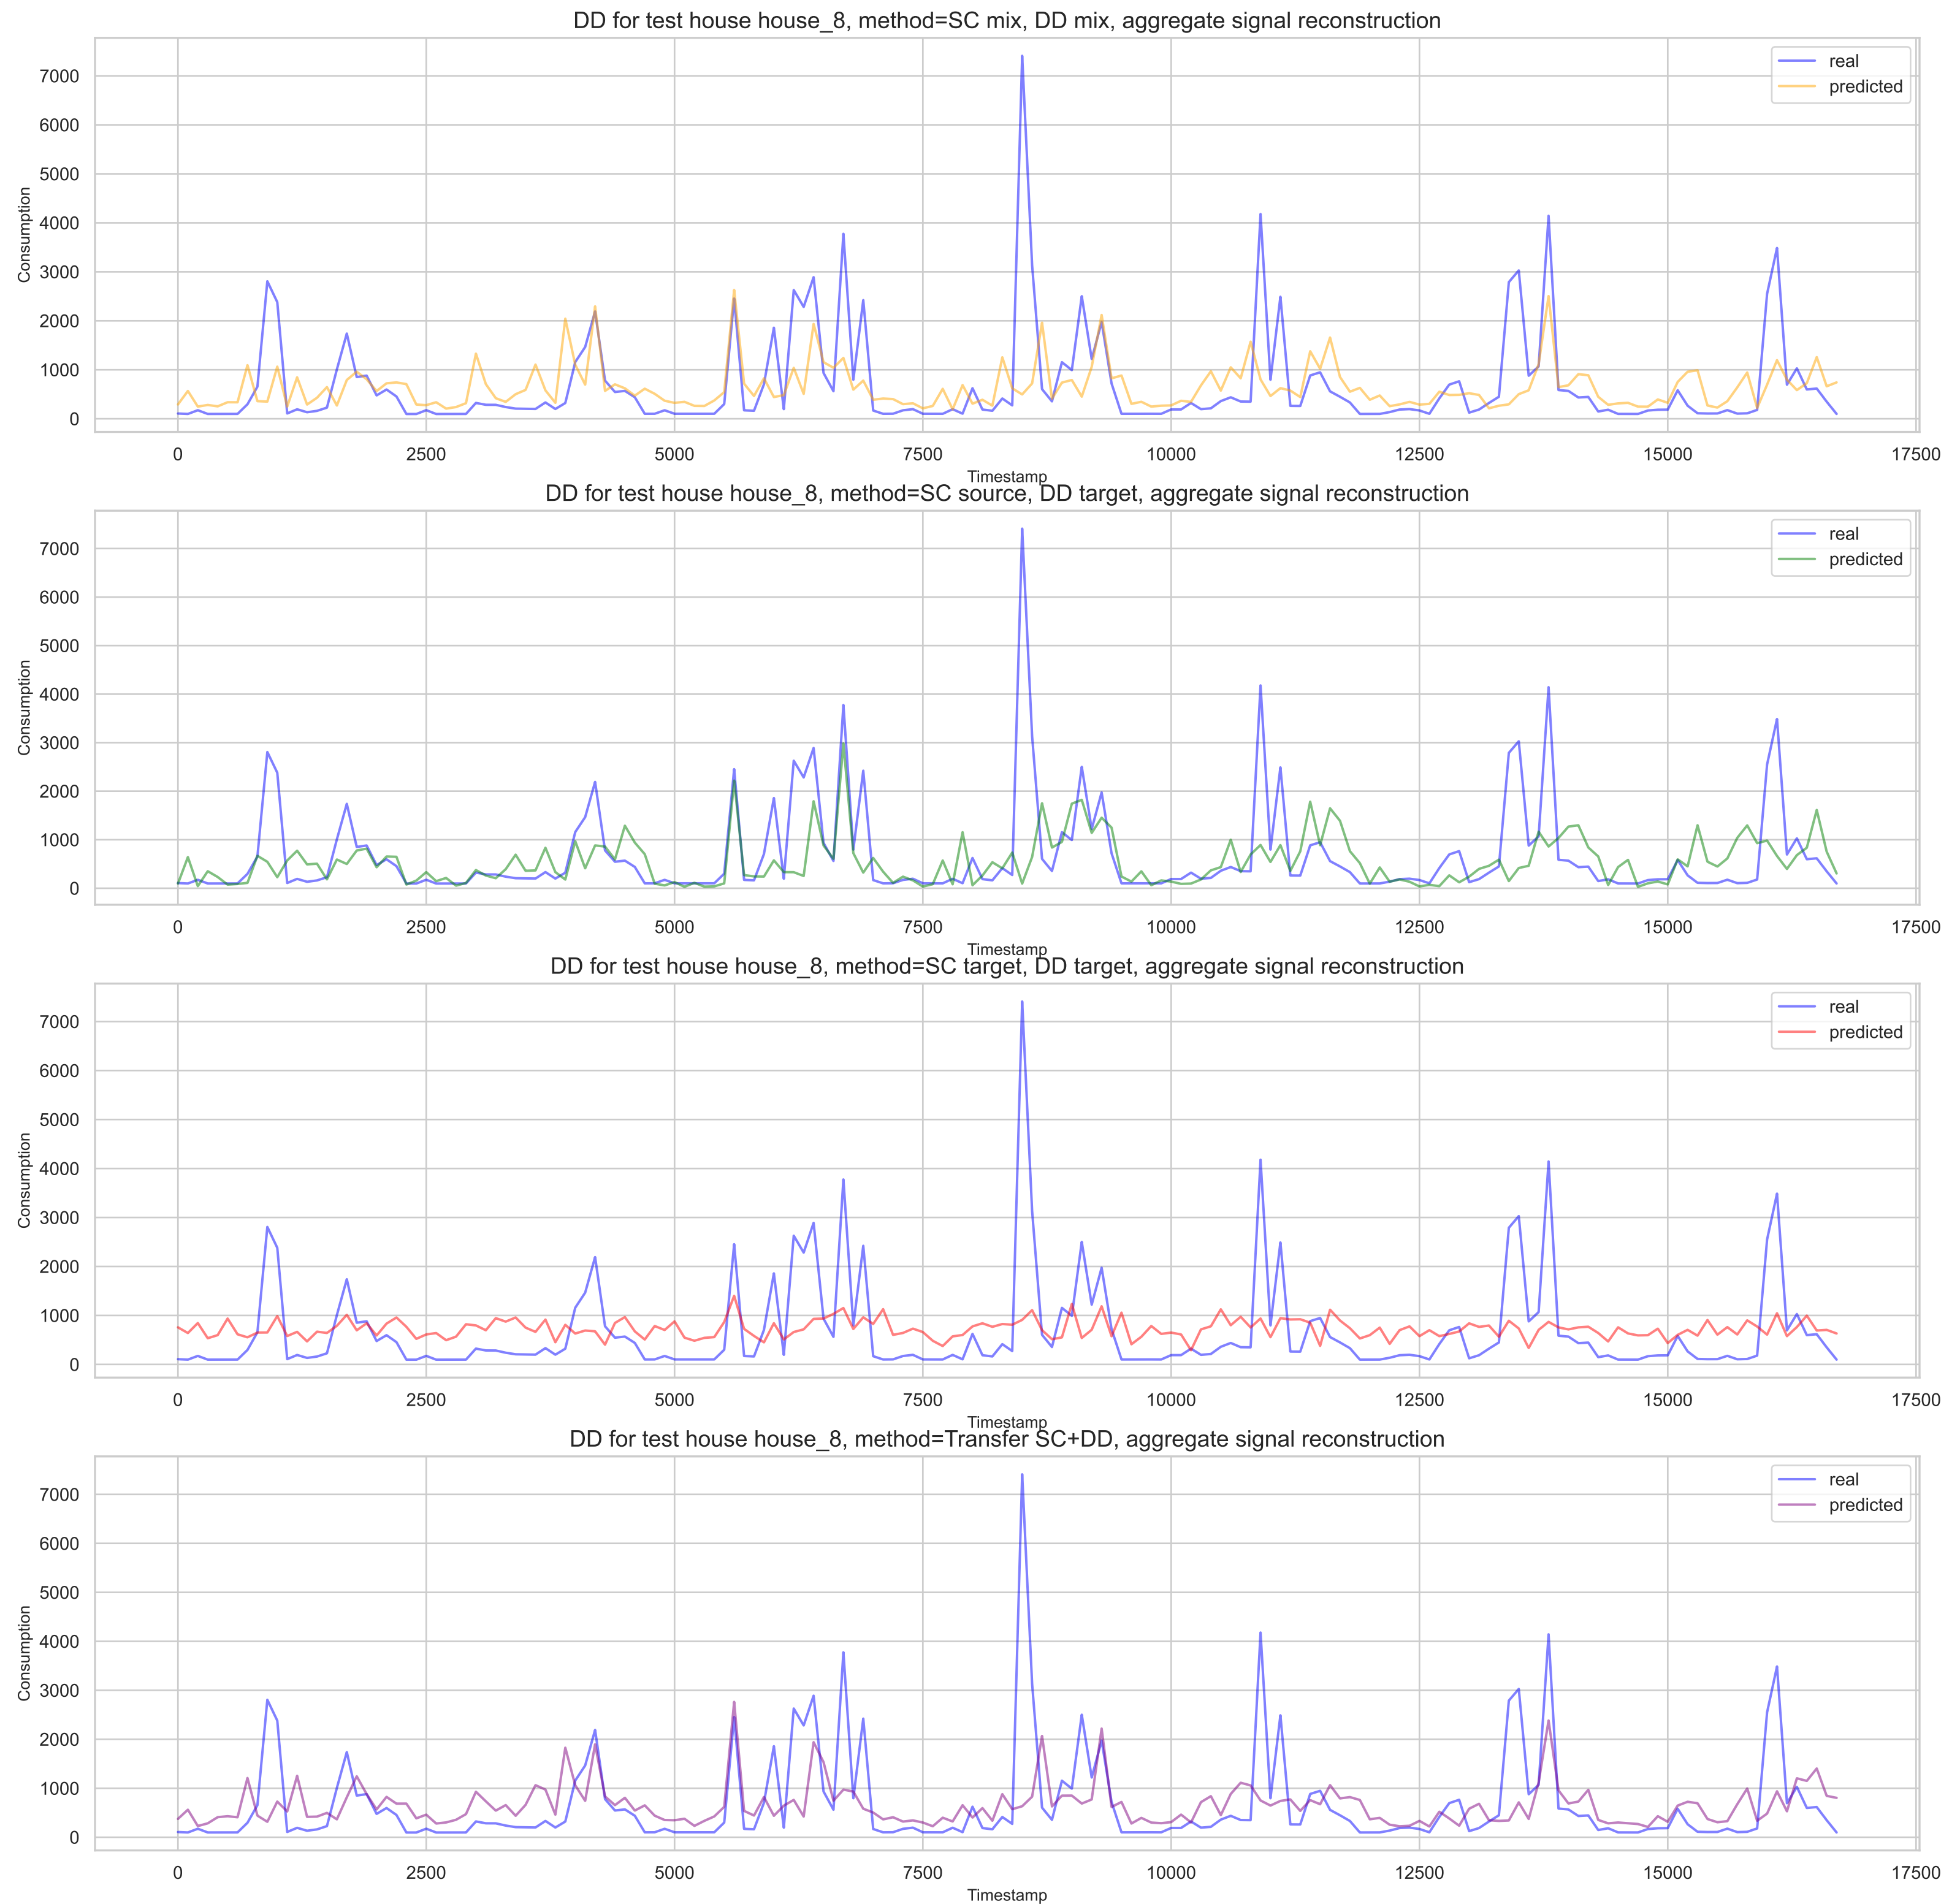 DD for test house house_8, method=SC mix, DD mix, aggregate signal reconstruction
real
predicted
7000
6000
5000
4000
3000
2000
1000
0
Consumption
0 2500 5000 7500 10000 12500 15000 17500
Timestamp
DD for test house house_8, method=SC source, DD target, aggregate signal reconstruction
real
predicted
7000
6000
5000
4000
3000
2000
1000
0
Consumption
0 2500 5000 7500 10000 12500 15000 17500
Timestamp
DD for test house house_8, method=SC target, DD target, aggregate signal reconstruction
real
predicted
7000
6000
5000
4000
3000
2000
1000
0
Consumption
0 2500 5000 7500 10000 12500 15000 17500
Timestamp
DD for test house house_8, method=Transfer SC+DD, aggregate signal reconstruction
real
predicted
7000
6000
5000
4000
3000
2000
1000
0
Consumption
0 2500 5000 7500 10000 12500 15000 17500
Timestamp